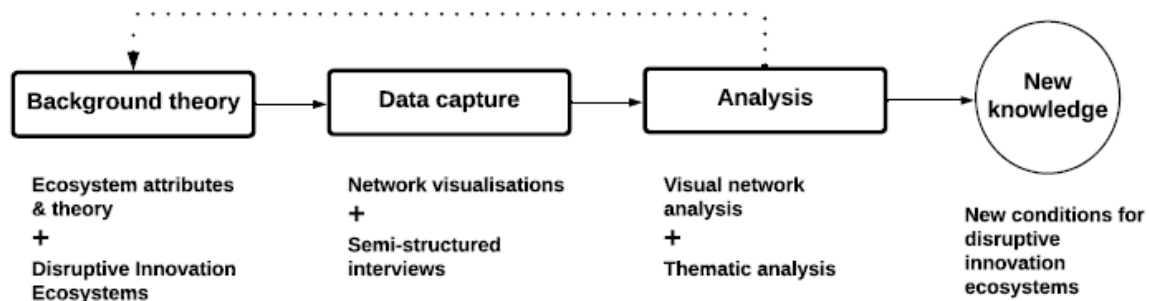 Background theory
Data capture
Analysis
New
knowledge
Ecosystem attributes
& theory
+
Disruptive Innovation
Ecosystems
Network visualisations
+
Semi-structured
interviews
Visual network
analysis
+
Thematic analysis
New conditions for
disruptive
innovation
ecosystems